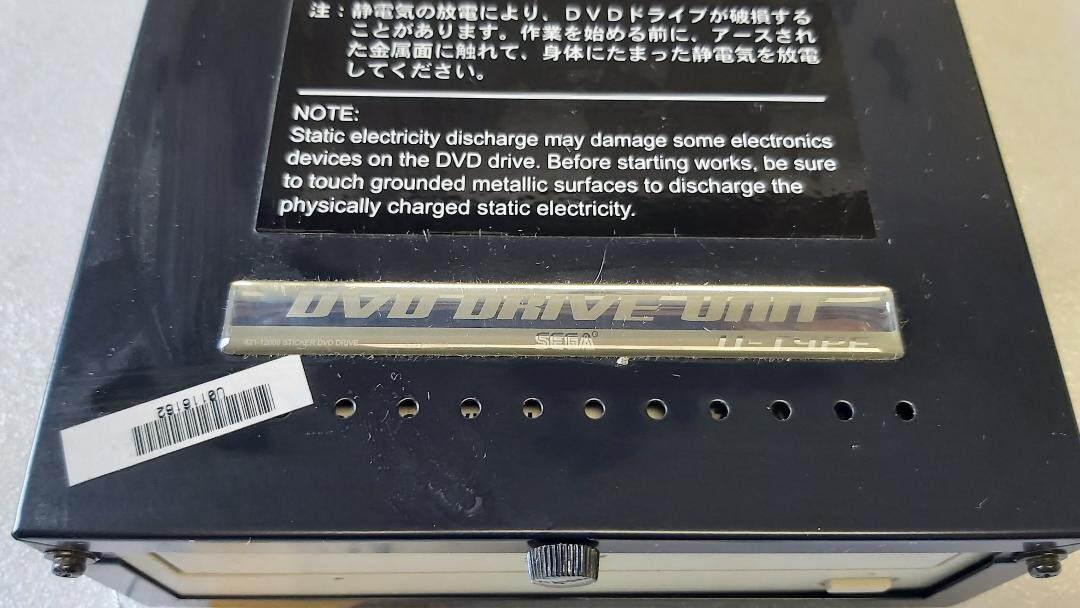 注：静電気の放電により、ＤＶＤドライブが破損する
ことがあります。作業を始める前に、アースされ
た金属面に触れて、身体にたまった静電気を放電
してください。
NOTE:
Static electricity discharge may damage some electronics
devices on the DVD drive. Before starting works, be sure
to touch grounded metallic surfaces to discharge the
physically charged static electricity.
DVD DRIVE UNIT
SEGA
421-12008 STICKER DVD DRIVE
U0116162